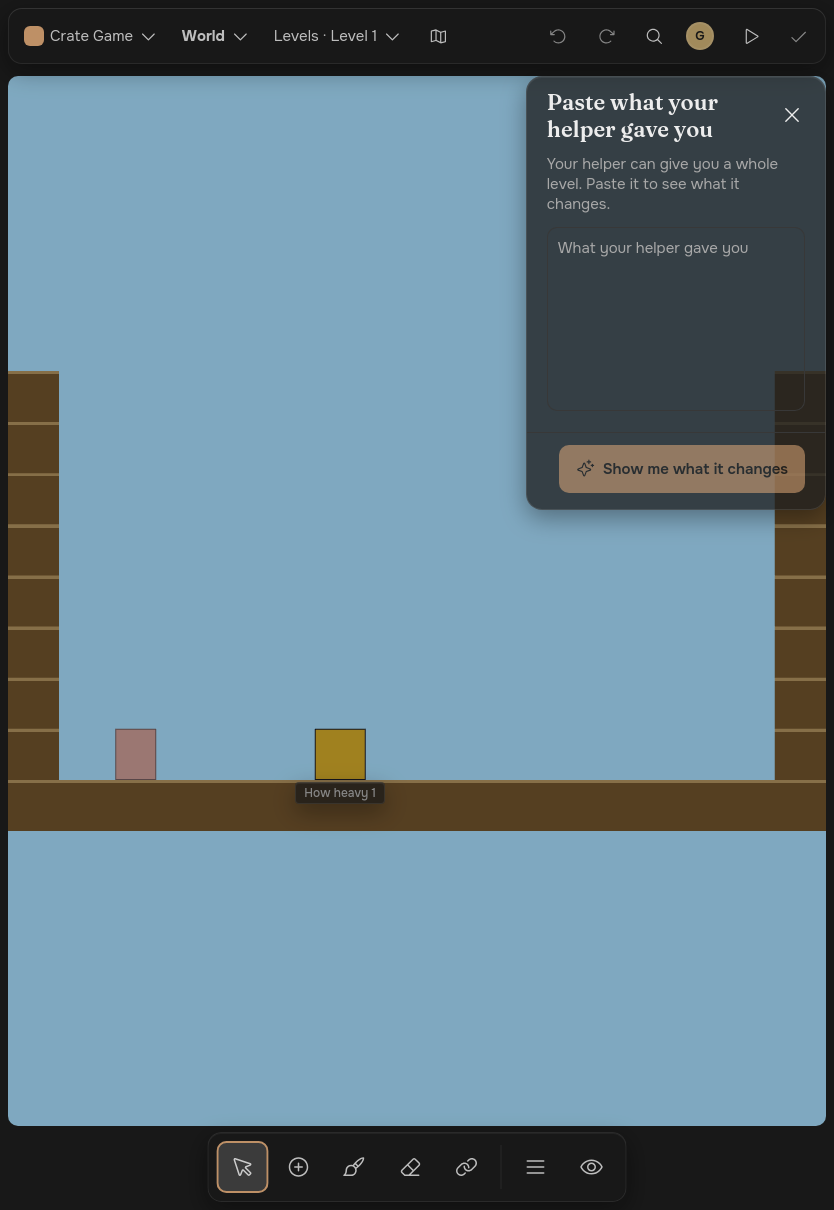 Crate Game
World
Levels · Level 1
G
Paste what your
helper gave you
Your helper can give you a whole
level. Paste it to see what it
changes.
What your helper gave you
Show me what it changes
How heavy 1